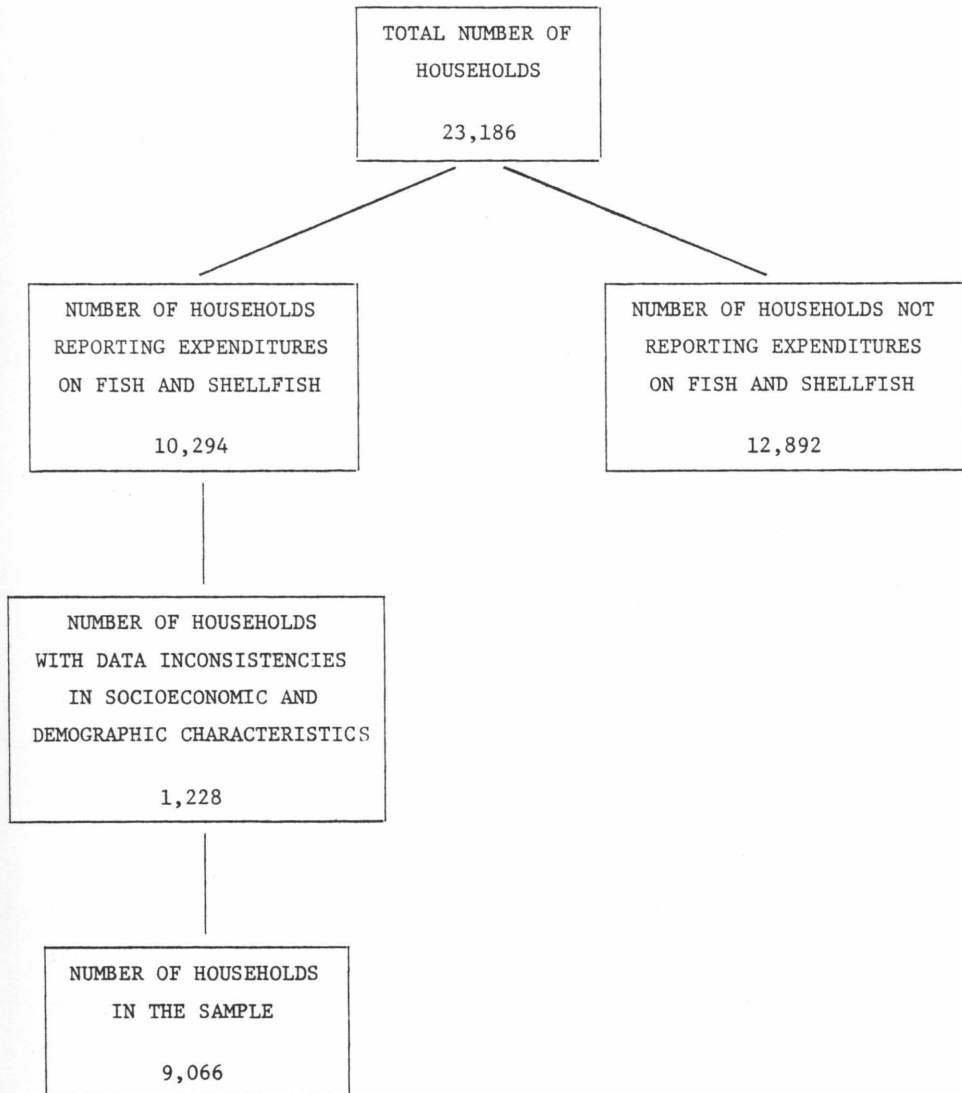 TOTAL NUMBER OF
HOUSEHOLDS
23,186
NUMBER OF HOUSEHOLDS
REPORTING EXPENDITURES
ON FISH AND SHELLFISH
10,294
NUMBER OF HOUSEHOLDS NOT
REPORTING EXPENDITURES
ON FISH AND SHELLFISH
12,892
NUMBER OF HOUSEHOLDS
WITH DATA INCONSISTENCIES
IN SOCIOECONOMIC AND
DEMOGRAPHIC CHARACTERISTICS
1,228
NUMBER OF HOUSEHOLDS
IN THE SAMPLE
9,066